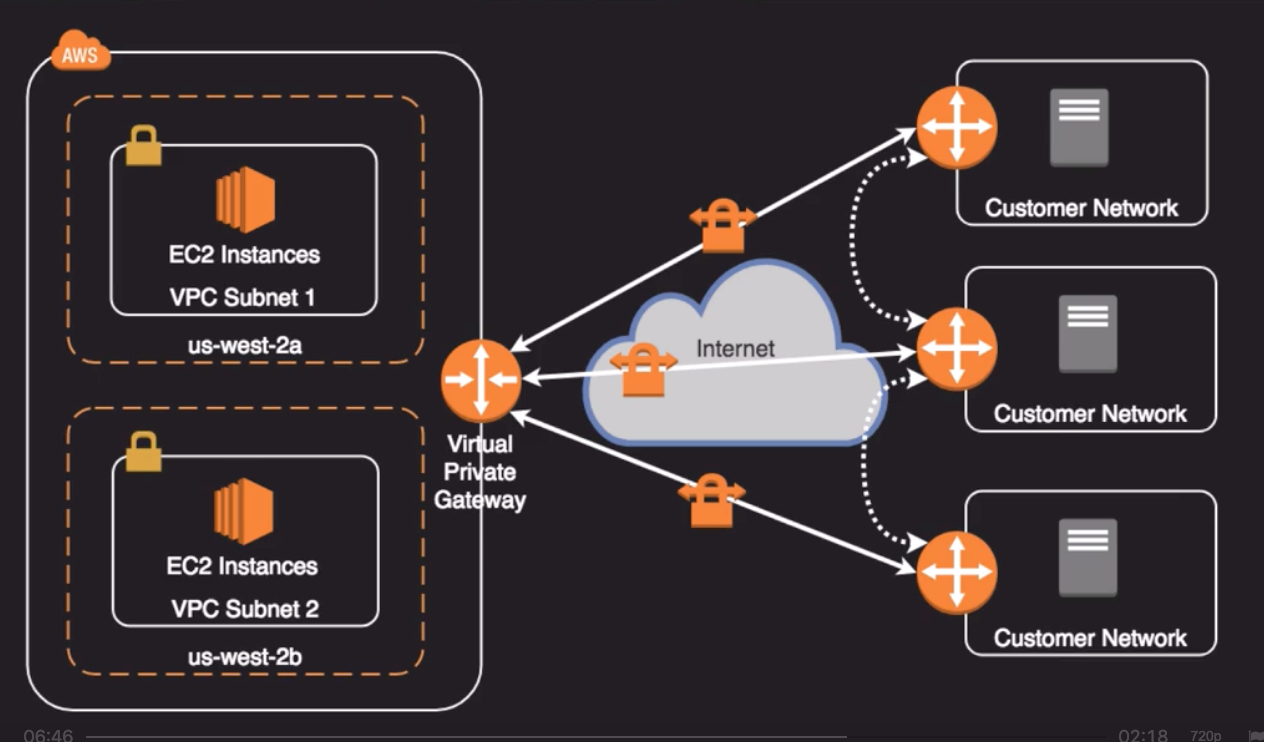 AWS
EC2 Instances
VPC Subnet 1
us-west-2a
EC2 Instances
VPC Subnet 2
us-west-2b
Virtual
Private
Gateway
Internet
Customer Network
Customer Network
Customer Network
06:46
02:18
720p